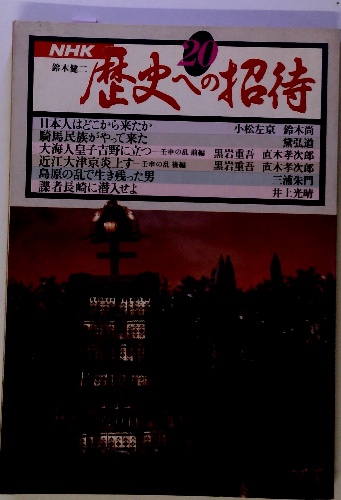 NHK
20
鈴木健二
歴史への招待
日本人はどこから来たか 小松左京 鈴木尚
騎馬民族がやって来た 黛弘道
大海人皇子吉野に立つ―壬申の乱 前編 黒岩重吾 直木孝次郎
近江大津京炎上す―壬申の乱 後編 黒岩重吾 直木孝次郎
島原の乱で生き残った男 三浦朱門
諜者長崎に潜入せよ 井上光晴